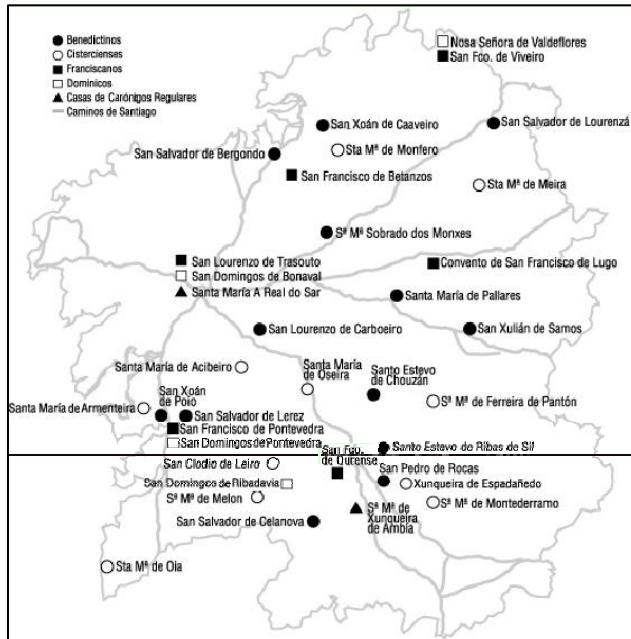 Benedictinos
Cistercienses
Franciscanos
Dominicos
Casas de Canónigos Regulares
Caminos de Santiago
Nosa Señora de Valdeflores
San Fco. de Viveiro
San Xoán de Caaveiro
San Salvador de Lourenzá
Sta Mª de Monfero
San Salvador de Bergondo
San Francisco de Betanzos
Sta Mª de Meira
Sª Mª Sobrado dos Monxes
San Lourenzo de Trasouto
San Domingos de Bonaval
Santa María A Real do Sar
Convento de San Francisco de Lugo
Santa María de Pallares
San Lourenzo de Carboeiro
San Xulián de Samos
Santa María de Acibeiro
Santa María
de Oseira
Santo Estevo
de Chouzán
Sª Mª de Ferreira de Pantón
Santa María de Armenteira
San Xoán
de Poio
San Salvador de Lerez
San Francisco de Pontevedra
San Domingos de Pontevedra
San Clodio de Leiro
San Fco.
de Ourense
Santo Estevo de Ribas de Sil
San Pedro de Rocas
San Domingos de Ribadavia
Xunqueira de Espadañedo
Sª Mª de Melon
Sª Mª de Montederramo
San Salvador de Celanova
Sª Mª de
Xunqueira de
Ambía
Sta Mª de Oia